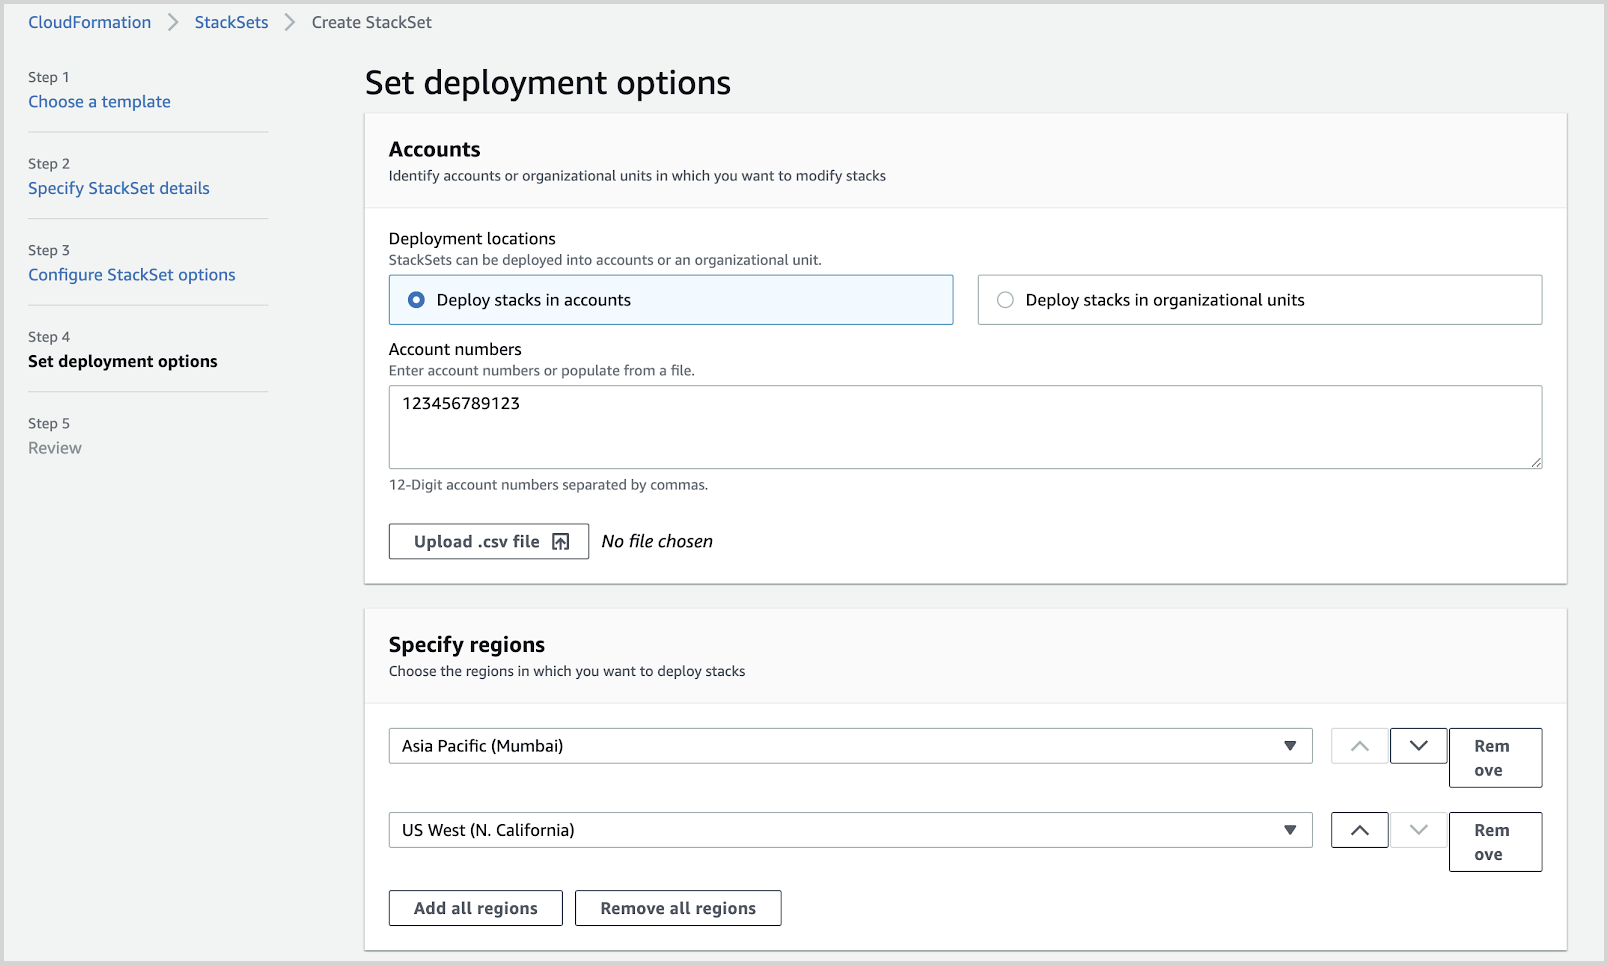 CloudFormation > StackSets > Create StackSet
Step 1
Choose a template
Step 2
Specify StackSet details
Step 3
Configure StackSet options
Step 4
Set deployment options
Step 5
Review
Set deployment options
Accounts
Identify accounts or organizational units in which you want to modify stacks
Deployment locations
StackSets can be deployed into accounts or an organizational unit.
Deploy stacks in accounts
Deploy stacks in organizational units
Account numbers
Enter account numbers or populate from a file.
123456789123
12-Digit account numbers separated by commas.
Upload .csv file No file chosen
Specify regions
Choose the regions in which you want to deploy stacks
Asia Pacific (Mumbai)
Rem
ove
US West (N. California)
Rem
ove
Add all regions
Remove all regions